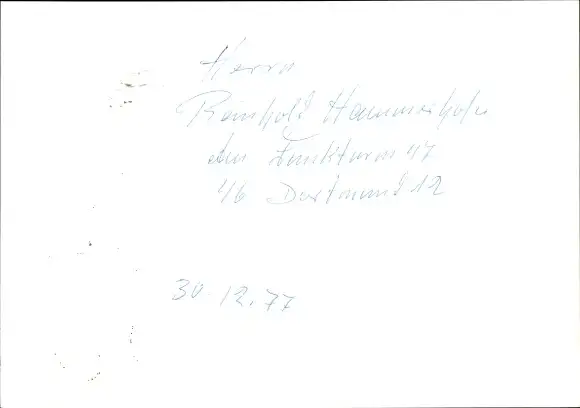 Herrn
Reinhold Hammerhofer
Am Funkturm 47
46 Dortmund 12
30.12.77